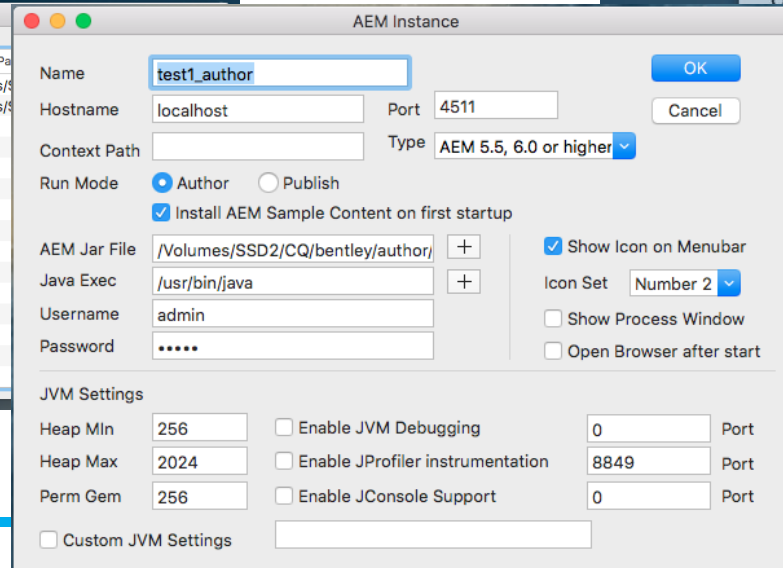 AEM Instance
Name test1_author OK
Hostname localhost Port 4511 Cancel
Context Path Type AEM 5.5, 6.0 or higher
Run Mode Author Publish
Install AEM Sample Content on first startup
AEM Jar File /Volumes/SSD2/CQ/bentley/author/ + Show Icon on Menubar
Java Exec /usr/bin/java + Icon Set Number 2
Username admin Show Process Window
Password ••••• Open Browser after start
JVM Settings
Heap MIn 256 Enable JVM Debugging 0 Port
Heap Max 2024 Enable JProfiler instrumentation 8849 Port
Perm Gem 256 Enable JConsole Support 0 Port
Custom JVM Settings